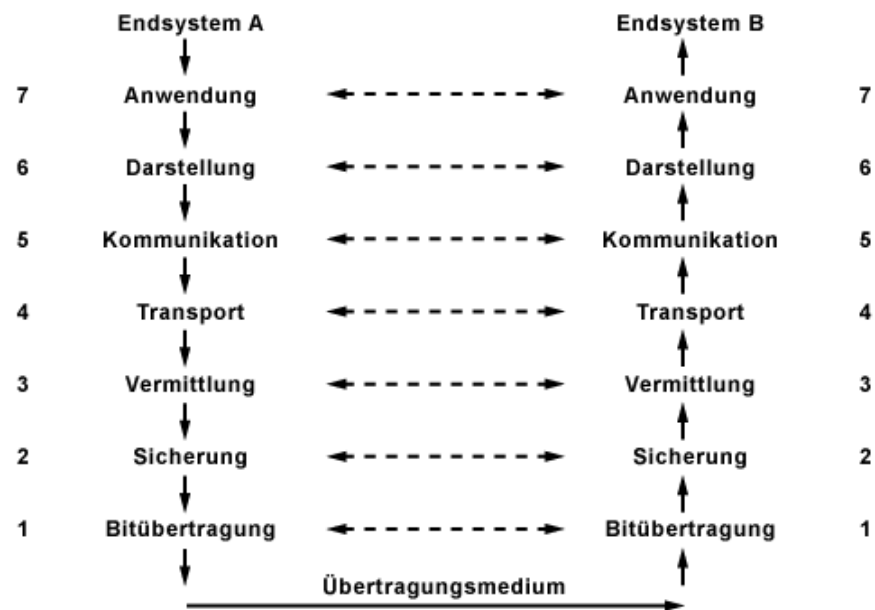 Endsystem A Endsystem B
7 Anwendung Anwendung 7
6 Darstellung Darstellung 6
5 Kommunikation Kommunikation 5
4 Transport Transport 4
3 Vermittlung Vermittlung 3
2 Sicherung Sicherung 2
1 Bitübertragung Bitübertragung 1
Übertragungsmedium